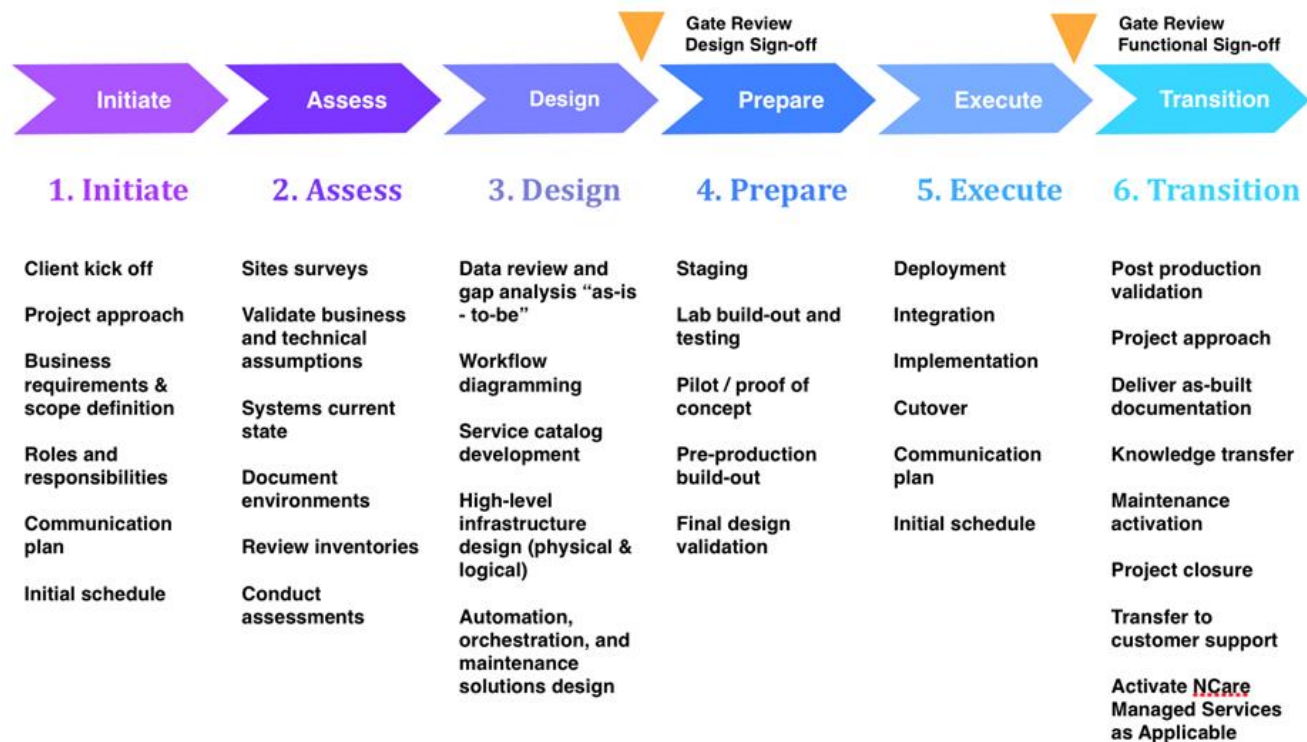 Gate Review
Design Sign-off
Gate Review
Functional Sign-off
Initiate
Assess
Design
Prepare
Execute
Transition
1. Initiate
2. Assess
3. Design
4. Prepare
5. Execute
6. Transition
Client kick off
Project approach
Business
requirements &
scope definition
Roles and
responsibilities
Communication
plan
Initial schedule
Sites surveys
Validate business
and technical
assumptions
Systems current
state
Document
environments
Review inventories
Conduct
assessments
Data review and
gap analysis “as-is
- to-be”
Workflow
diagramming
Service catalog
development
High-level
infrastructure
design (physical &
logical)
Automation,
orchestration, and
maintenance
solutions design
Staging
Lab build-out and
testing
Pilot / proof of
concept
Pre-production
build-out
Final design
validation
Deployment
Integration
Implementation
Cutover
Communication
plan
Initial schedule
Post production
validation
Project approach
Deliver as-built
documentation
Knowledge transfer
Maintenance
activation
Project closure
Transfer to
customer support
Activate NCare
Managed Services
as Applicable